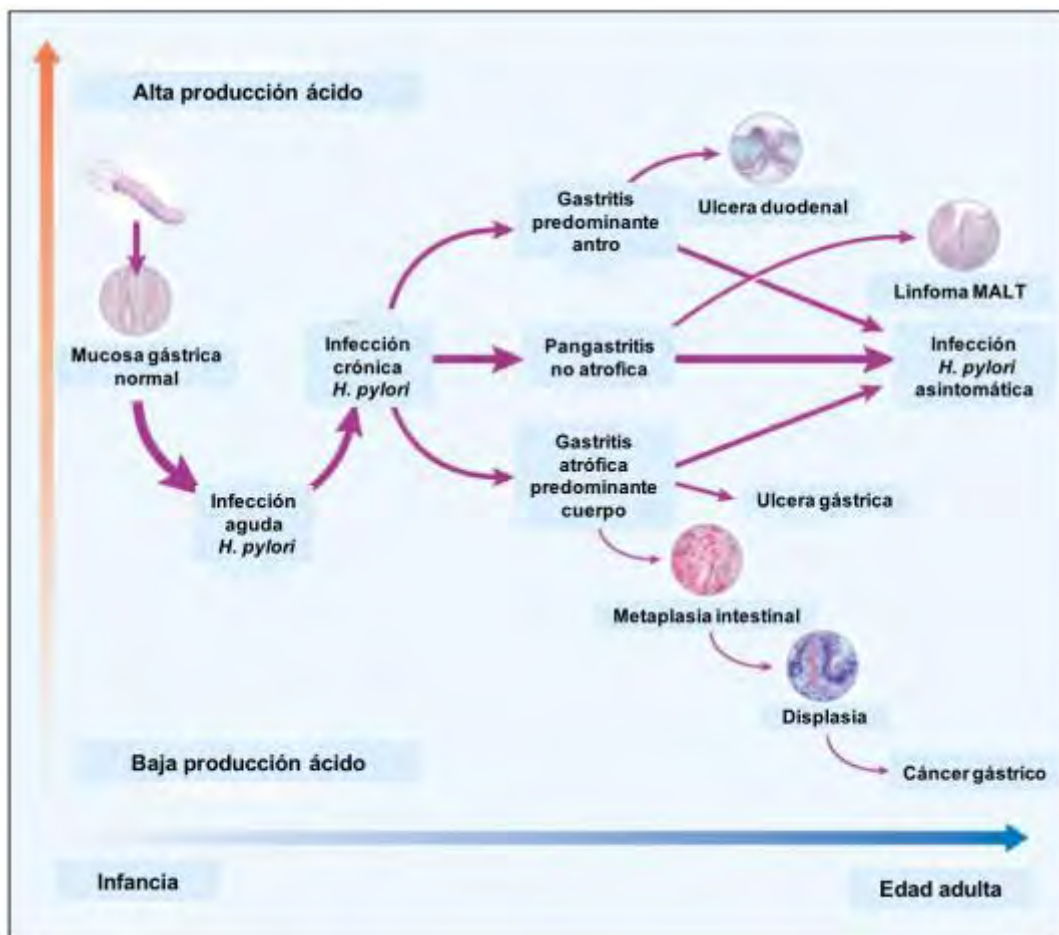 Alta producción ácido
Gastritis
predominante
antro
Ulcera duodenal
Linfoma MALT
Mucosa gástrica
normal
Infección
crónica
H. pylori
Pangastritis
no atrofica
Infección
H. pylori
asintomática
Infección
aguda
H. pylori
Gastritis
atrófica
predominante
cuerpo
Ulcera gástrica
Metaplasia intestinal
Displasia
Baja producción ácido
Cáncer gástrico
Infancia
Edad adulta